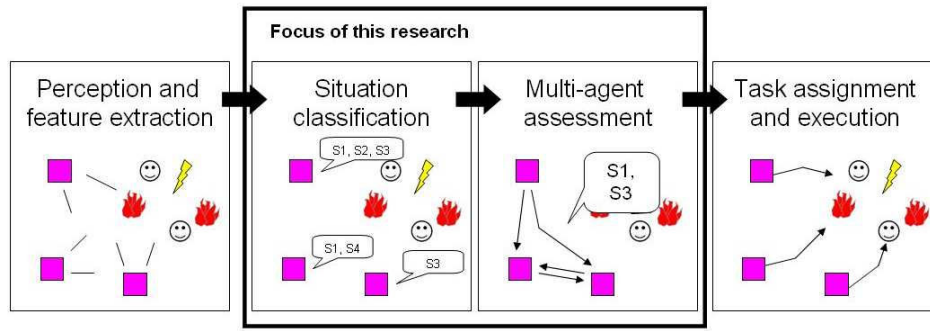 Focus of this research
Perception and
feature extraction
Situation
classification
S1, S2, S3
S1, S4
S3
Multi-agent
assessment
S1,
S3
Task assignment
and execution